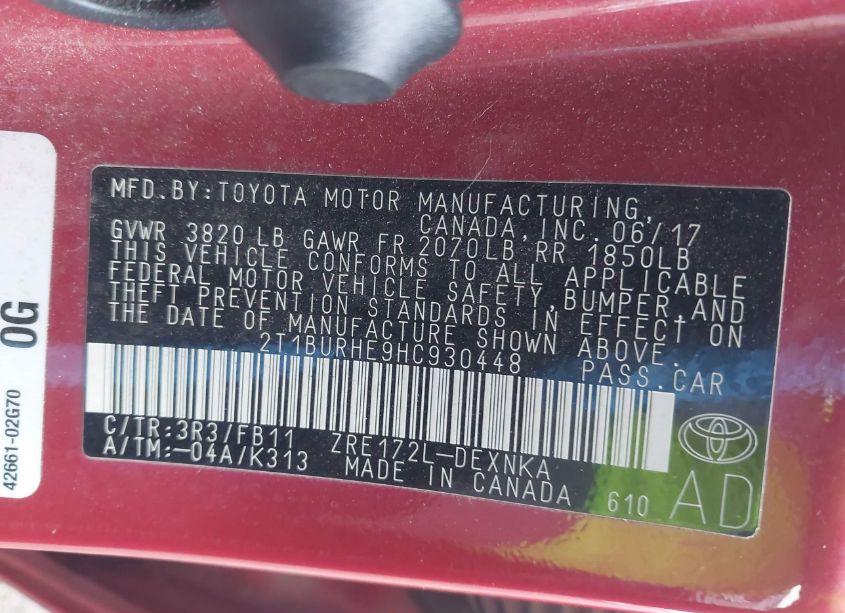 MFD.BY:TOYOTA MOTOR MANUFACTURING,
CANADA,INC. 06/17
GVWR 3820 LB GAWR FR 2070LB RR 1850LB
THIS VEHICLE CONFORMS TO ALL APPLICABLE
FEDERAL MOTOR VEHICLE SAFETY,BUMPER,AND
THEFT PREVENTION STANDARDS IN EFFECT ON
THE DATE OF MANUFACTURE SHOWN ABOVE.
2T1BURHE9HC930448
PASS.CAR
C/TR:3R3/FB11 ZRE172L-DEXNKA
A/TM:-04A/K313 MADE IN CANADA 610
AD
0G
42661-02G70